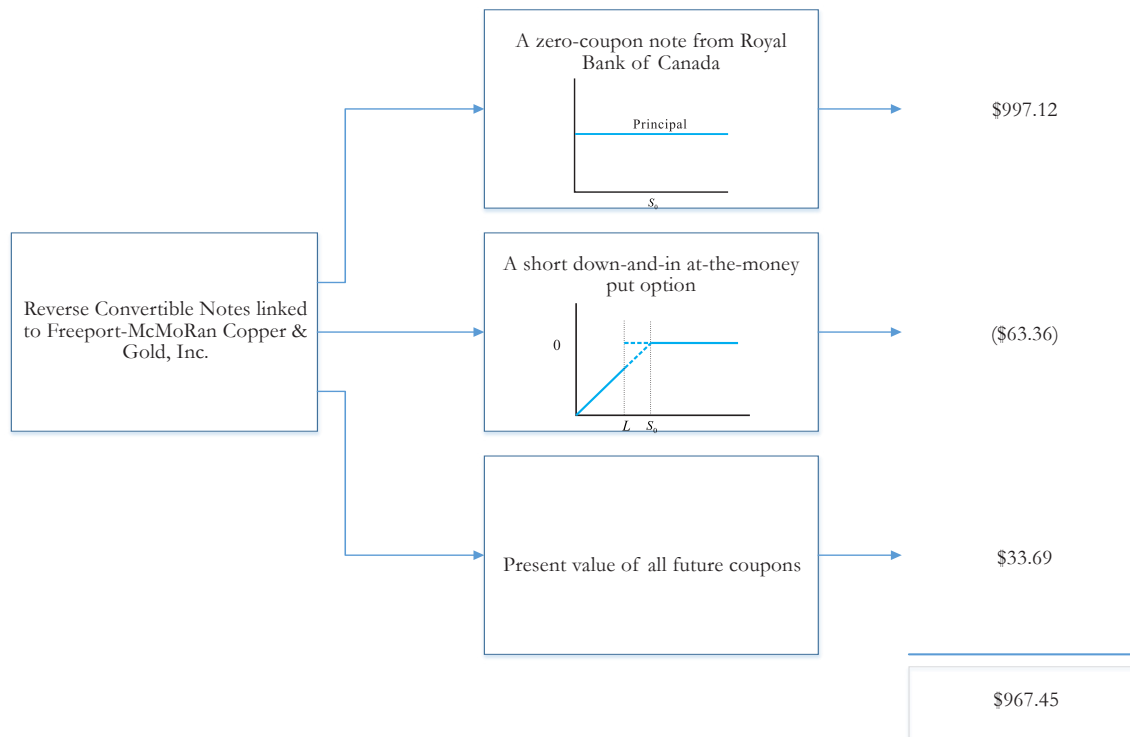 A zero-coupon note from Royal
Bank of Canada
Principal
S₀
$997.12
Reverse Convertible Notes linked
to Freeport-McMoRan Copper &
Gold, Inc.
A short down-and-in at-the-money
put option
0
L S₀
($63.36)
Present value of all future coupons
$33.69
$967.45